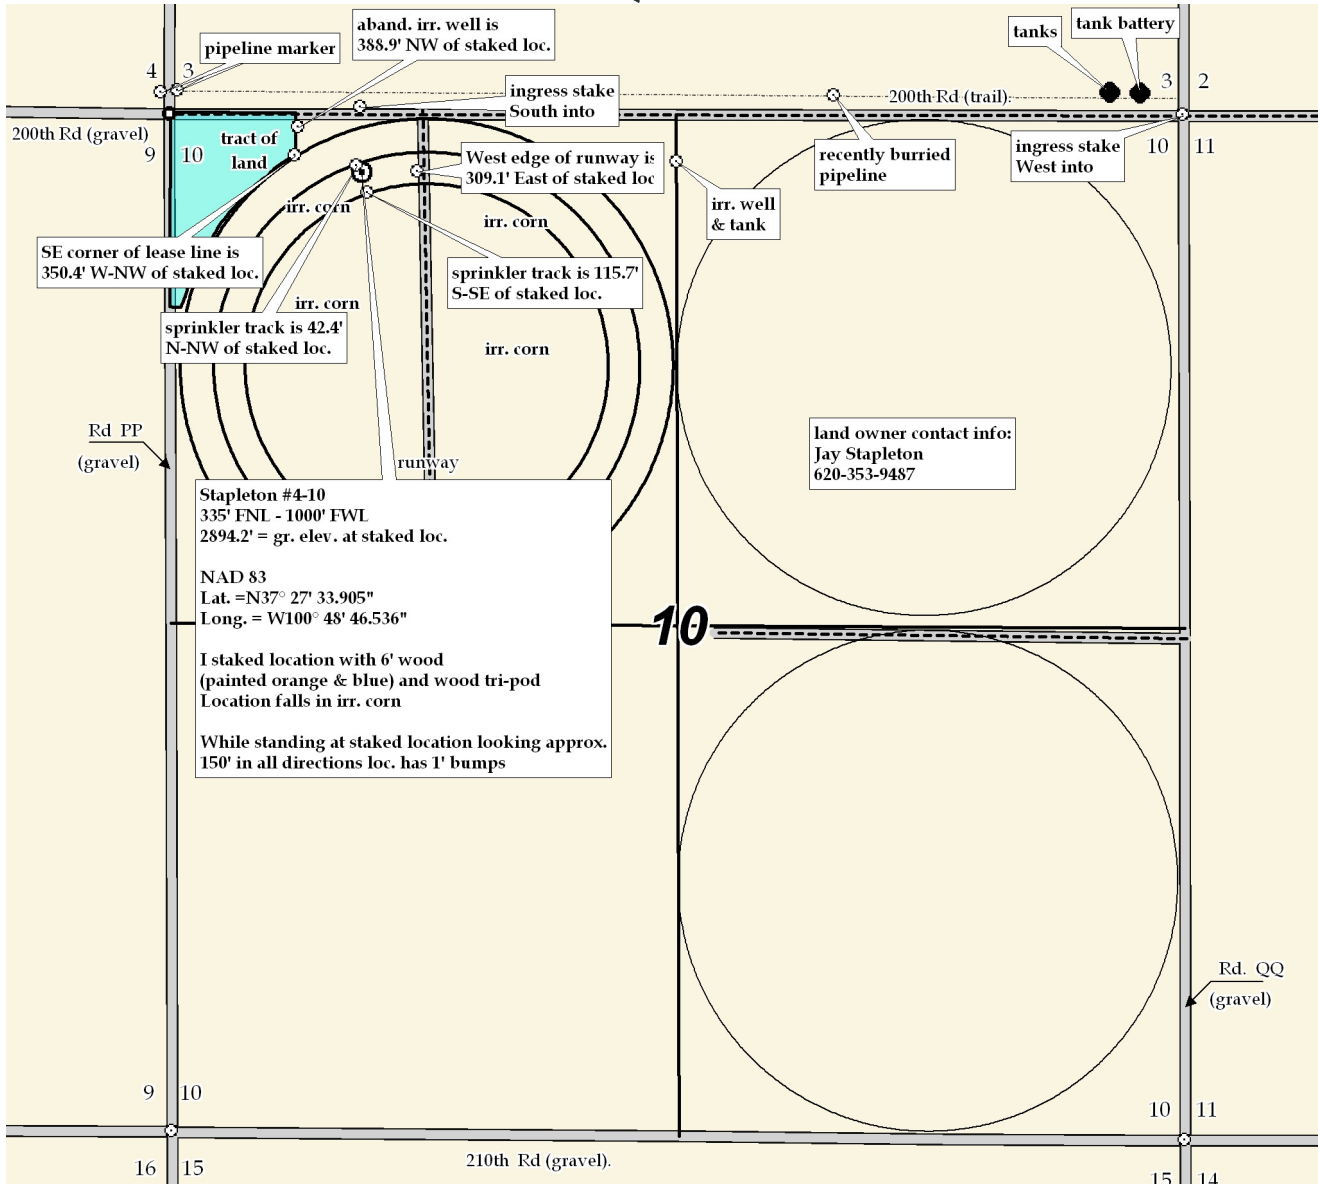 aband. irr. well is
388.9' NW of staked loc.
tanks
tank battery
pipeline marker
4
3
3
2
ingress stake
South into
200th Rd (trail).
200th Rd (gravel)
9
10
tract of
land
West edge of runway is
309.1' East of staked loc
recently burried
pipeline
ingress stake
West into
10
11
irr. corn
irr. corn
irr. well
& tank
SE corner of lease line is
350.4' W-NW of staked loc.
sprinkler track is 115.7'
S-SE of staked loc.
irr. corn
sprinkler track is 42.4'
N-NW of staked loc.
irr. corn
Rd PP
(gravel)
land owner contact info:
Jay Stapleton
620-353-9487
runway
Stapleton #4-10
335' FNL - 1000' FWL
2894.2' = gr. elev. at staked loc.
NAD 83
Lat. =N37° 27' 33.905"
Long. = W100° 48' 46.536"
10
I staked location with 6' wood
(painted orange & blue) and wood tri-pod
Location falls in irr. corn
While standing at staked location looking approx.
150' in all directions loc. has 1' bumps
Rd. QQ
(gravel)
9
10
10
11
16
15
210th Rd (gravel).
15
14